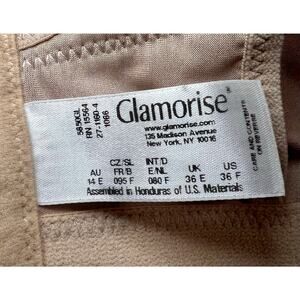 5850GL
RN 15564
27-1160-4
1066
Glamorise®
www.glamorise.com
135 Madison Avenue
New York, NY 10016
CARE AND CONTENTS
ON REVERSE
CZ/SL INT/D
AU FR/B E/NL UK US
14 E 095 F 080 F 36 E 36 F
Assembled in Honduras of U.S. Materials